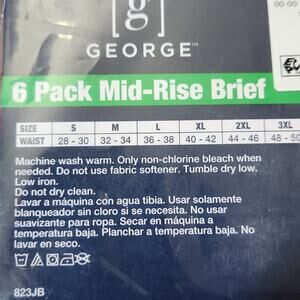 g
GEORGE™
6 Pack Mid-Rise Brief
SIZE S M L XL 2XL 3XL
WAIST 28 - 30 32 - 34 36 - 38 40 - 42 44 - 46 48 - 50
Machine wash warm. Only non-chlorine bleach when
needed. Do not use fabric softener. Tumble dry low.
Low iron.
Do not dry clean.
Lavar a máquina con agua tibia. Usar solamente
blanqueador sin cloro si se necesita. No usar
suavizante para ropa. Secar en máquina a
temperatura baja. Planchar a temperatura baja. No
lavar en seco.
823JB